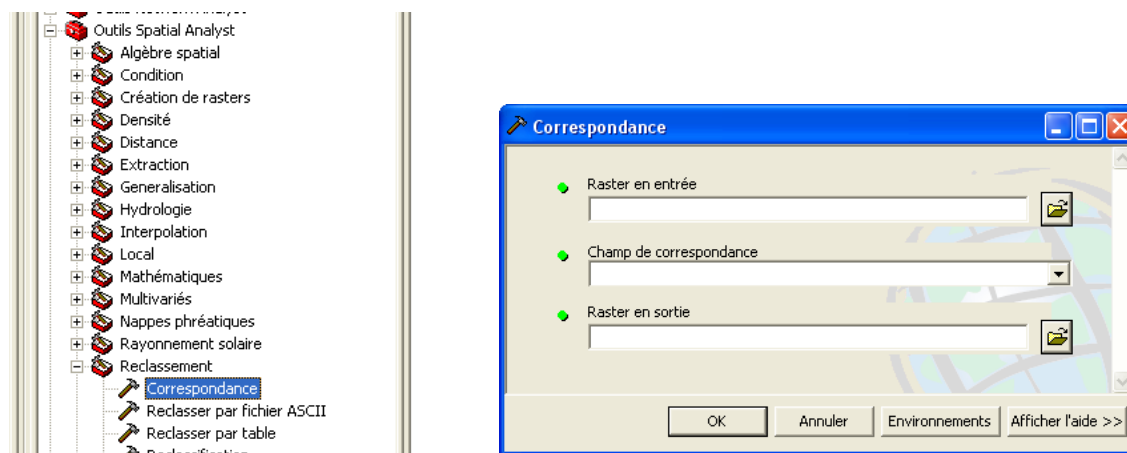 Outils Spatial Analyst
Algèbre spatial
Condition
Création de rasters
Densité
Distance
Extraction
Generalisation
Hydrologie
Interpolation
Local
Mathématiques
Multivariés
Nappes phréatiques
Rayonnement solaire
Reclassement
Correspondance
Reclasser par fichier ASCII
Reclasser par table
Correspondance
Raster en entrée
Champ de correspondance
Raster en sortie
OK
Annuler
Environnements
Afficher l'aide >>